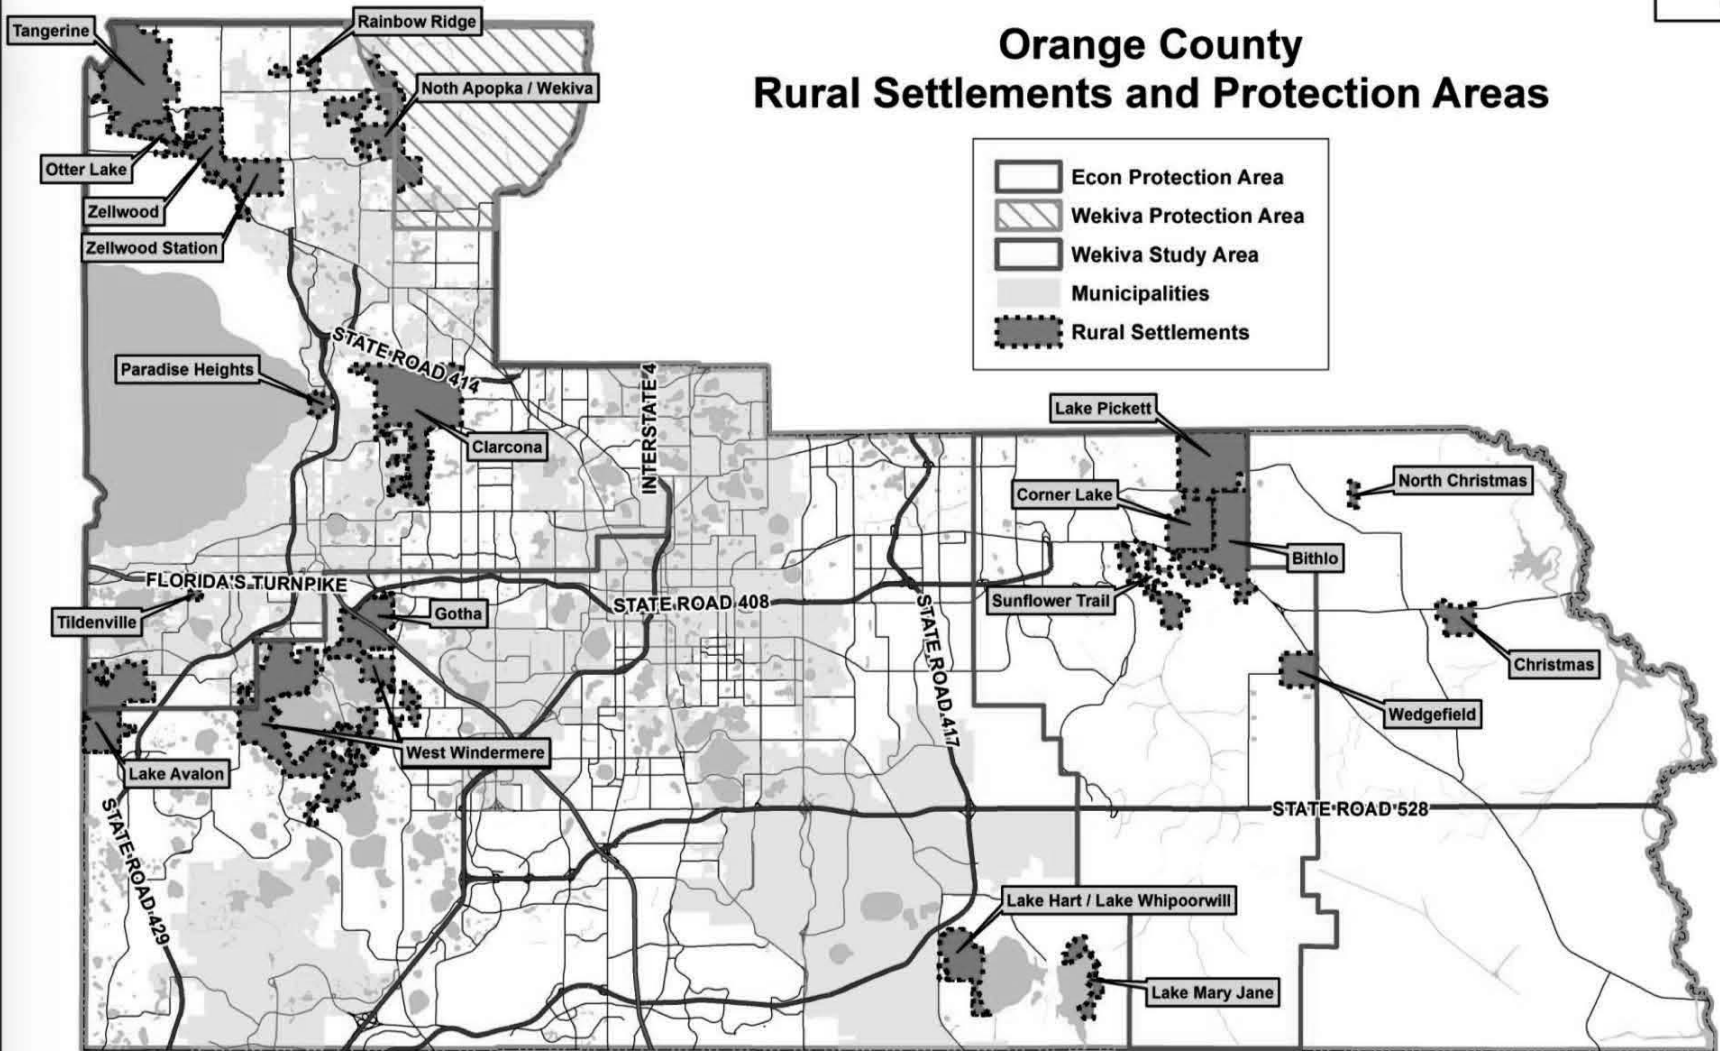 Orange County
Rural Settlements and Protection Areas
Econ Protection Area
Wekiva Protection Area
Wekiva Study Area
Municipalities
Rural Settlements
Tangerine
Rainbow Ridge
Noth Apopka / Wekiva
Otter Lake
Zellwood
Zellwood Station
STATE ROAD 414
Paradise Heights
INTERSTATE 4
Clarcona
Lake Pickett
Corner Lake
North Christmas
Bithlo
FLORIDA'S TURNPIKE
Tildenville
Gotha
STATE ROAD 408
Sunflower Trail
STATE ROAD 417
Christmas
Wedgefield
West Windermere
Lake Avalon
STATE ROAD 429
STATE ROAD 528
Lake Hart / Lake Whipoorwill
Lake Mary Jane